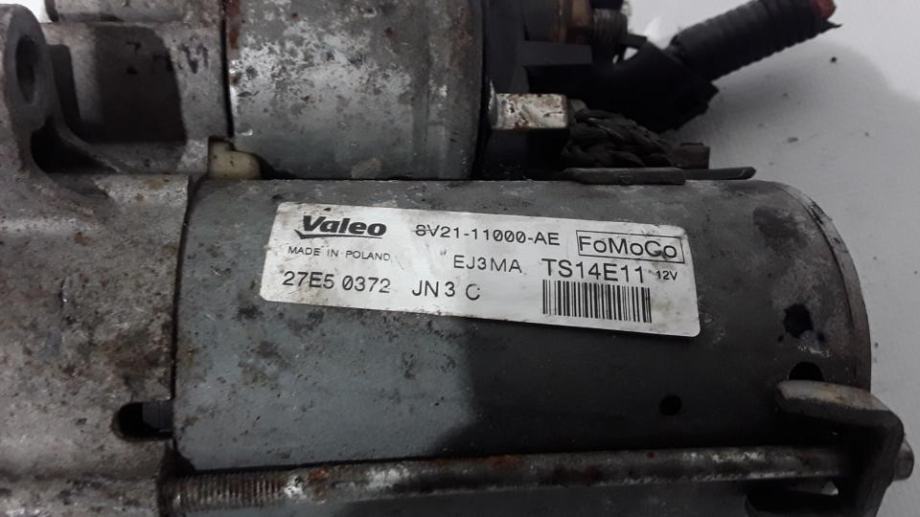 Valeo 8V21-11000-AE FoMoCo
MADE IN POLAND EJ3MA TS14E11 12V
27E5 0372 JN3 C